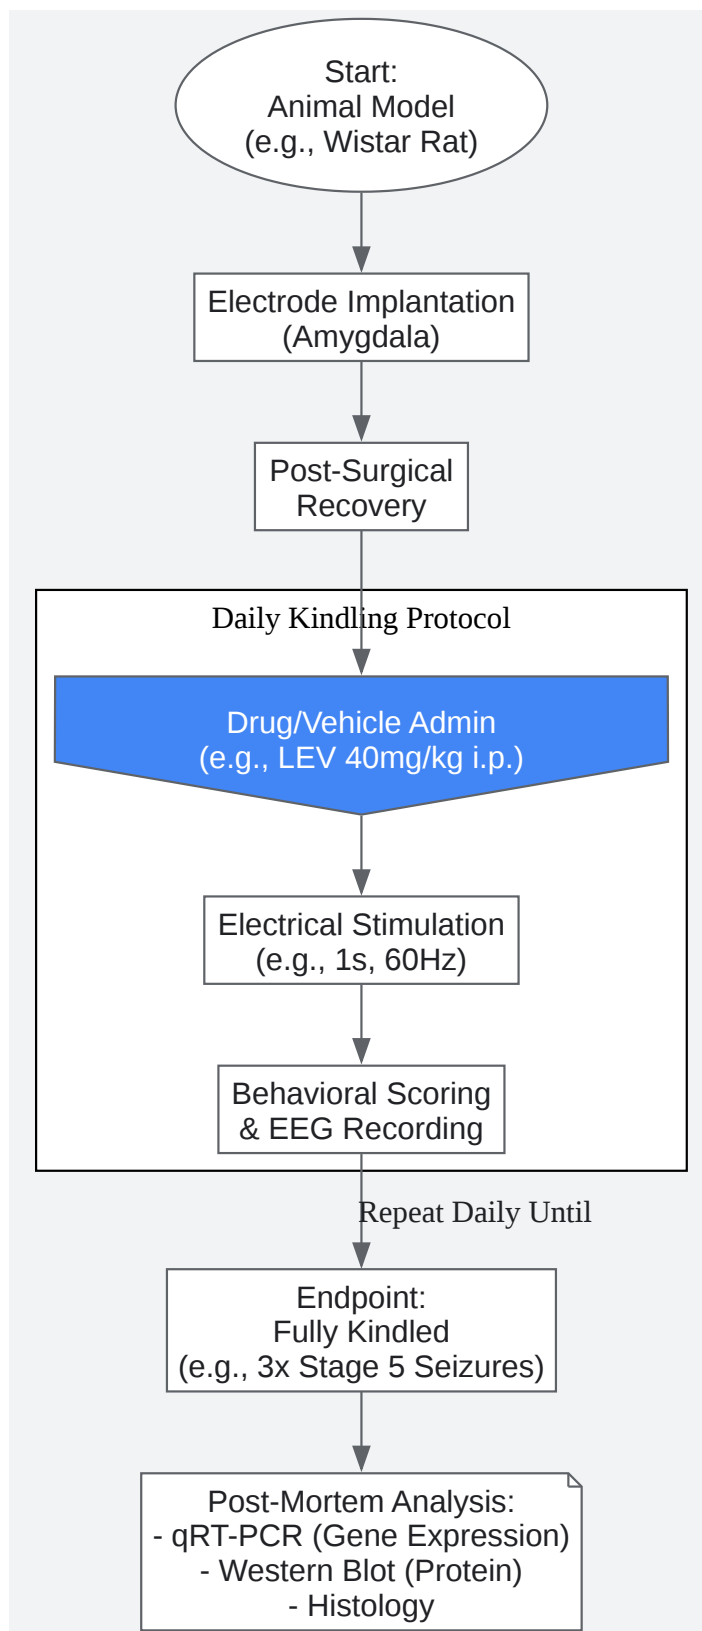 Start:
Animal Model
(e.g., Wistar Rat)
Electrode Implantation
(Amygdala)
Post-Surgical
Recovery
Daily Kindling Protocol
Drug/Vehicle Admin
(e.g., LEV 40mg/kg i.p.)
Electrical Stimulation
(e.g., 1s, 60Hz)
Behavioral Scoring
& EEG Recording
Repeat Daily Until
Endpoint:
Fully Kindled
(e.g., 3x Stage 5 Seizures)
Post-Mortem Analysis:
- qRT-PCR (Gene Expression)
- Western Blot (Protein)
- Histology